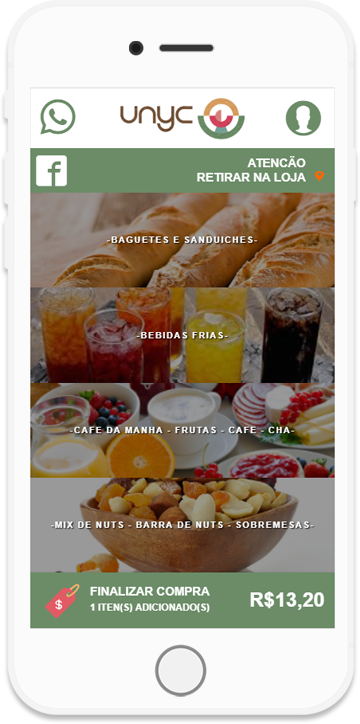 unyc
ATENCÃO
RETIRAR NA LOJA
-BAGUETES E SANDUICHES-
-BEBIDAS FRIAS-
-CAFE DA MANHA - FRUTAS - CAFE - CHA-
-MIX DE NUTS - BARRA DE NUTS - SOBREMESAS-
FINALIZAR COMPRA
1 ITEN(S) ADICIONADO(S)
R$13,20